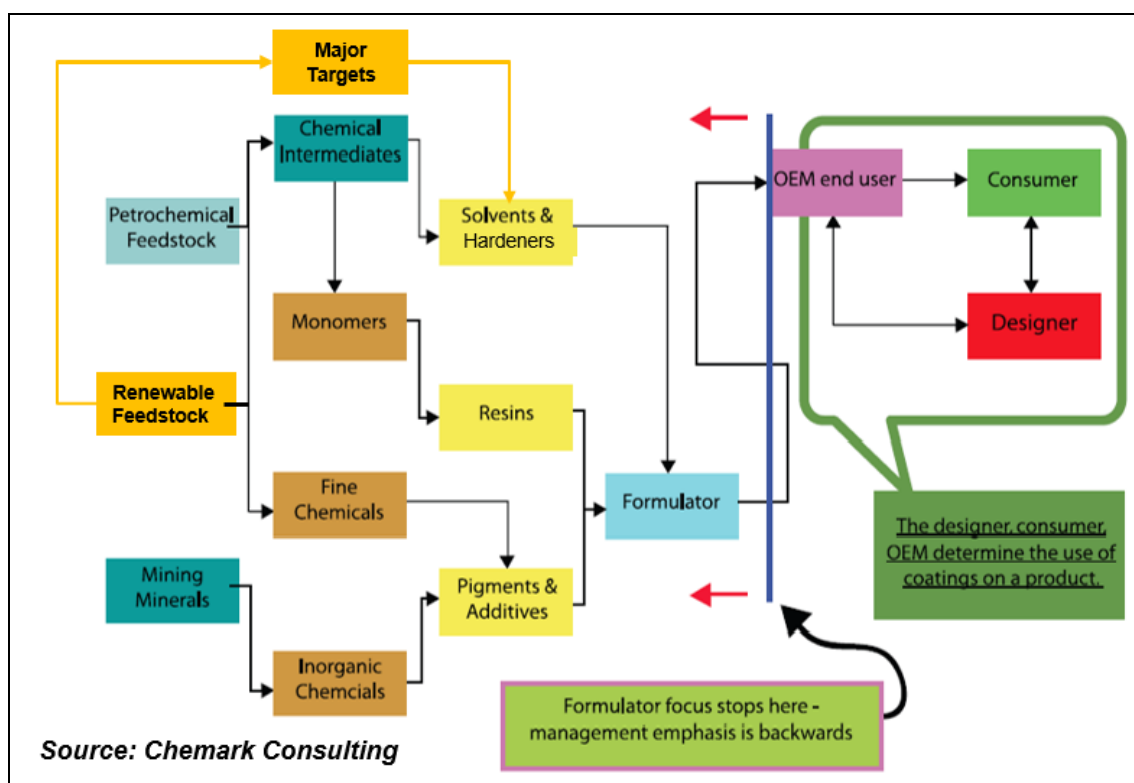 Major
Targets
Chemical
Intermediates
OEM end user
Consumer
Petrochemical
Feedstock
Solvents &
Hardeners
Monomers
Designer
Renewable
Feedstock
Resins
Fine
Chemicals
Formulator
The designer, consumer,
OEM determine the use of
coatings on a product.
Mining
Minerals
Pigments &
Additives
Inorganic
Chemcials
Formulator focus stops here -
management emphasis is backwards
Source: Chemark Consulting